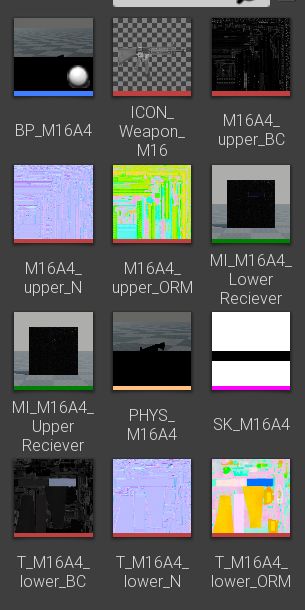 BP_M16A4
ICON_
Weapon_
M16
M16A4_
upper_BC
M16A4_
upper_N
M16A4_
upper_ORM
MI_M16A4_
Lower
Reciever
MI_M16A4_
Upper
Reciever
PHYS_
M16A4
SK_M16A4
T_M16A4_
lower_BC
T_M16A4_
lower_N
T_M16A4_
lower_ORM